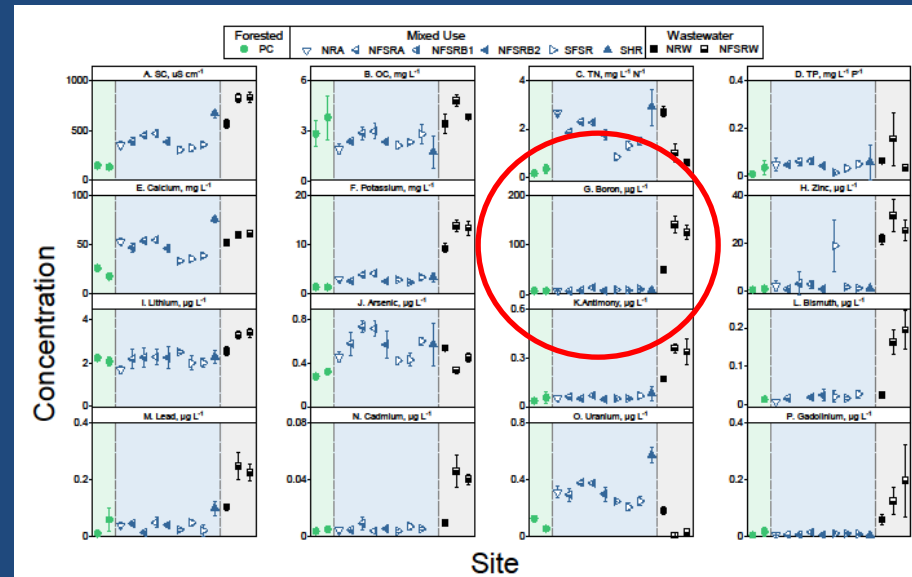 Forested Mixed Use Wastewater
PC NRA NFSRA NFSRB1 NFSRB2 SFSR SHR NRW NFSRW
A. SC, uS cm⁻¹ B. OC, mg L⁻¹ C. TN, mg L⁻¹ N⁻¹ D. TP, mg L⁻¹ P⁻¹
1000 6 4 0.4
500 3 2 0.2
0 0 0 0.0
E. Calcium, mg L⁻¹ F. Potassium, mg L⁻¹ G. Boron, µg L⁻¹ H. Zinc, µg L⁻¹
100 20 200 40
50 10 100 20
0 0 0 0
I. Lithium, µg L⁻¹ J. Arsenic, µg L⁻¹ K.Antimony, µg L⁻¹ L. Bismuth, µg L⁻¹
4 0.8 0.6 0.2
2 0.4 0.3 0.1
0 0.0 0.0 0.0
M. Lead, µg L⁻¹ N. Cadmium, µg L⁻¹ O. Uranium, µg L⁻¹ P. Gadolinium, µg L⁻¹
0.4 0.08 0.8 0.4
0.2 0.04 0.4 0.2
0.0 0.00 0.0 0.0
Concentration
Site